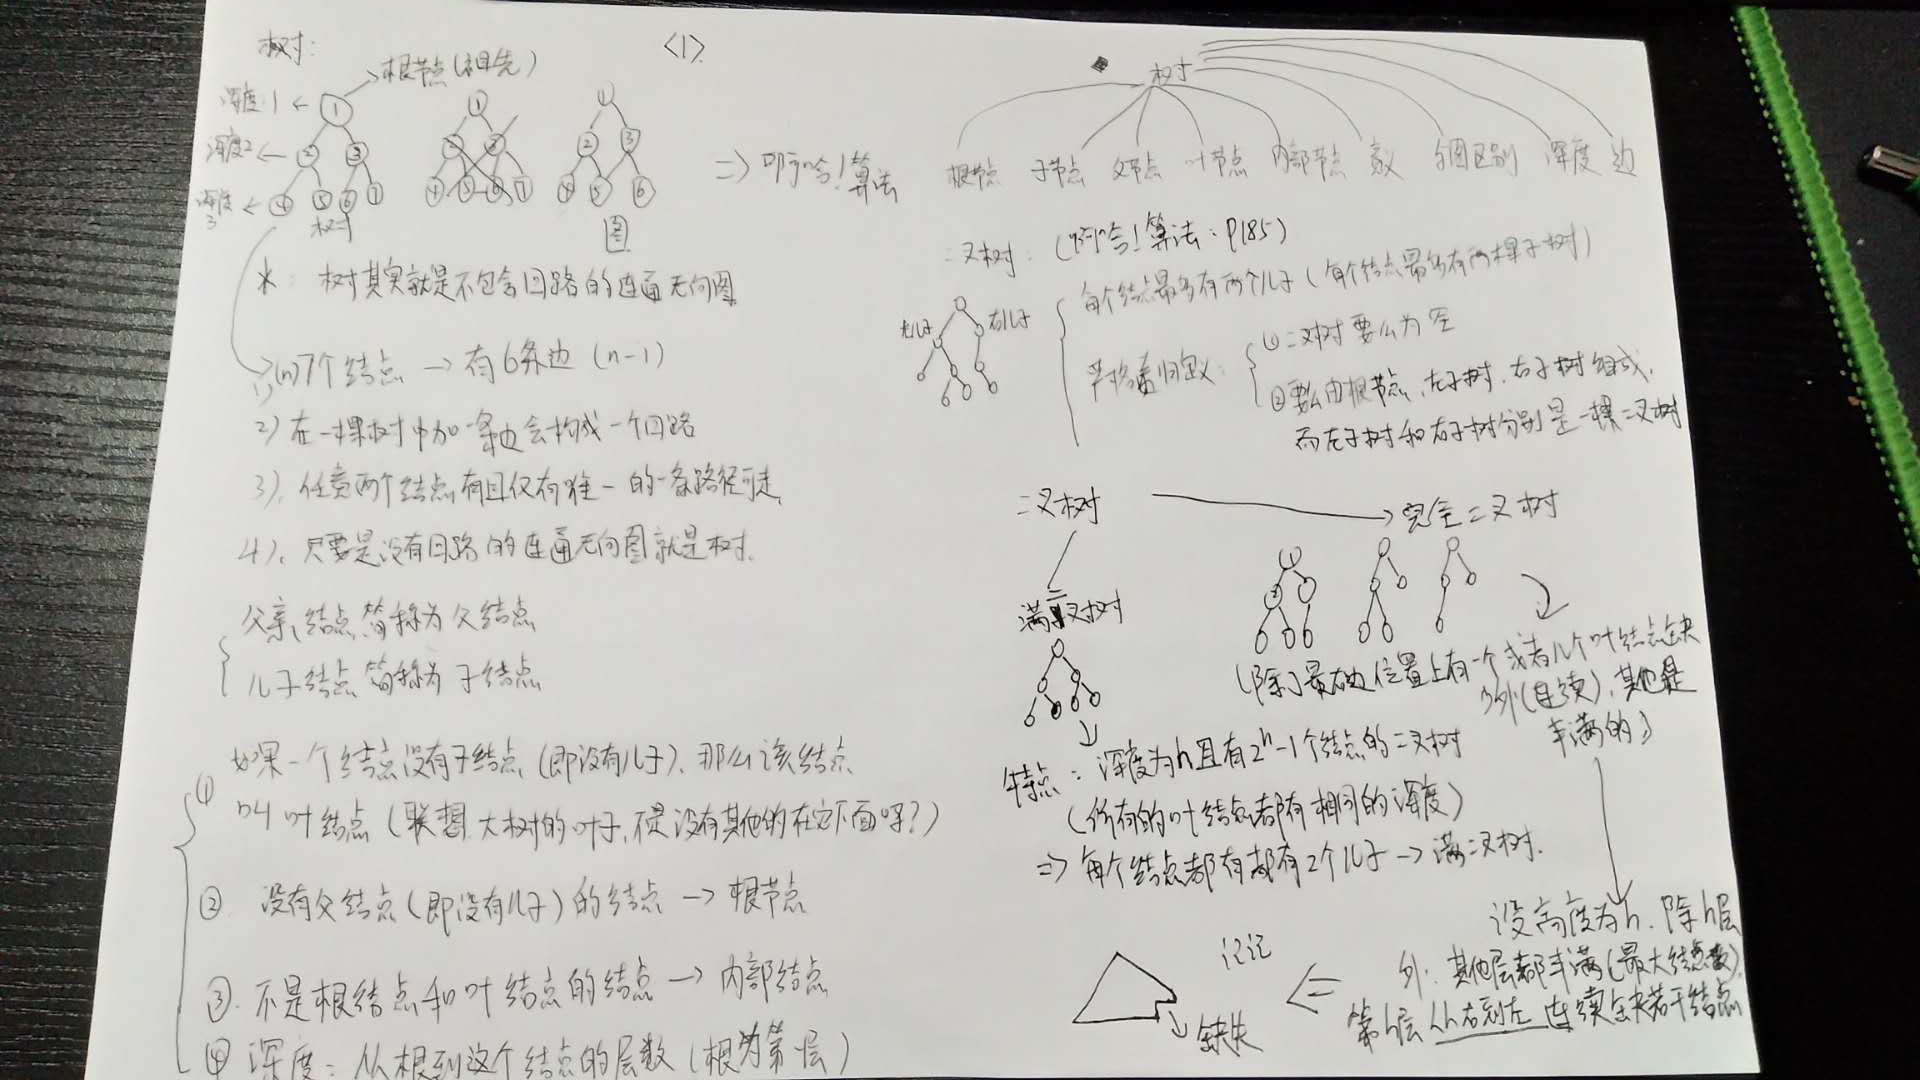 树:
<1>
根节点(祖先)
深度:1
深度2
深度3
1
2 3
4 5 6 7
树
1
2 3
4 5 6 7
1
2 3
4 5 6
图
=> 啊哈!算法
* : 树其实就是不包含回路的连通无向图
1) (n)7个结点 → 有6条边 (n-1)
2) 在一棵树中加一条边会构成一个回路
3). 任意两个结点有且仅有唯一的一条路径可走,
4). 只要是没有回路的连通无向图就是树.
父亲结点简称为父结点
儿子结点简称为子结点
① 如果一个结点没有子结点(即没有儿子), 那么该结点
叫叶结点 (联想大树的叶子,不是没有其他的在它下面吗?)
② 没有父结点(即没有儿子)的结点 → 根节点
③. 不是根结点和叶结点的结点 → 内部结点
④ 深度: 从根到这个结点的层数 (根为第一层)
树
根节点 子节点 父节点 叶节点 内部节点 定义 与图区别 深度 边
二叉树: (啊哈!算法: P185)
左儿子 右儿子
每个结点最多有两个儿子 (每个结点最多有两棵子树)
严格递归定义:
①二叉树要么为空
②要么由根节点,左子树,右子树组成,
而左子树和右子树分别是一棵二叉树
二叉树 → 完全二叉树
满二叉树
(除了最右边位置上有一个或者几个叶结点缺
少外(连续), 其他是
丰满的)
特点: 深度为h且有2^h-1个结点的二叉树
(所有的叶结点都有相同的深度)
=> 每个结点都有都有2个儿子 → 满二叉树.
设高度为h. 除h层
外. 其他层都丰满(最大结点数),
第h层从右到左连续缺若干结点
记记
缺失